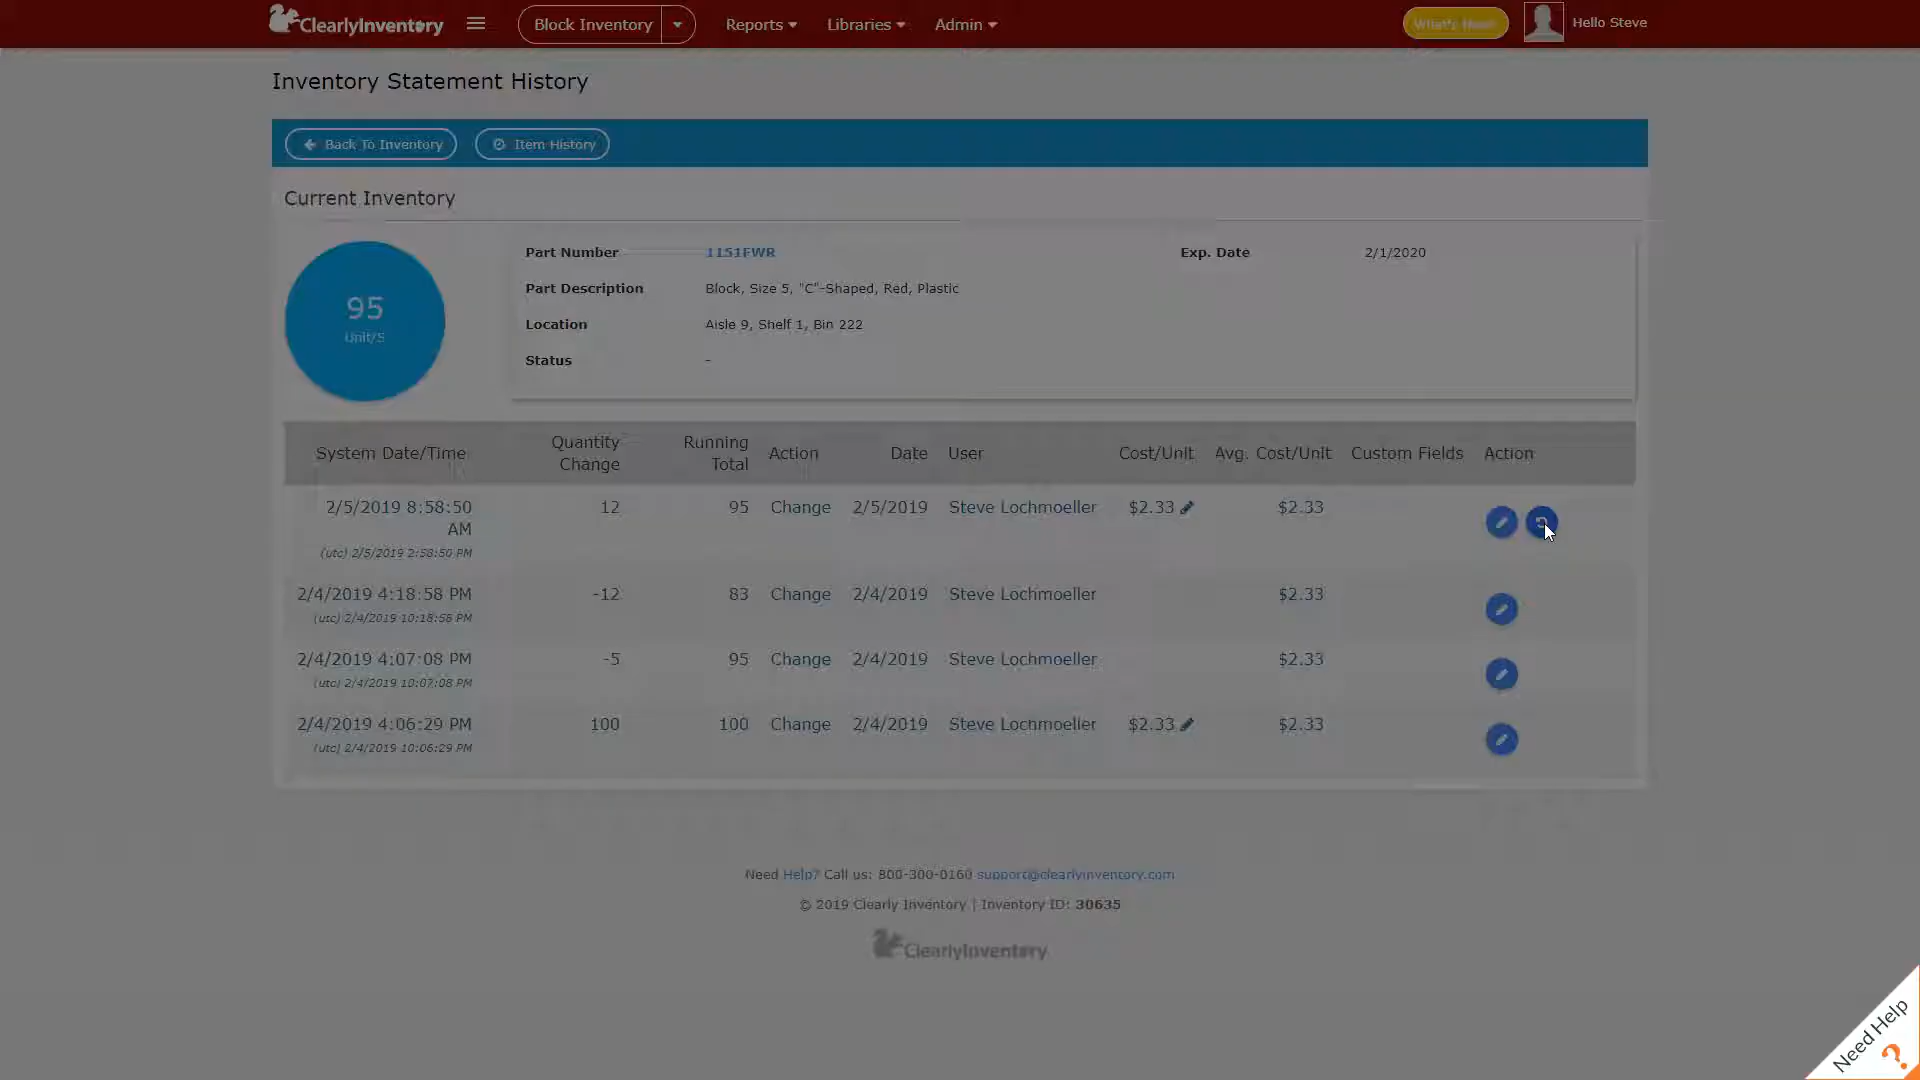 ClearlyInventory
Block Inventory
Reports
Libraries
Admin
What's New!
Hello Steve
Inventory Statement History
Back To Inventory
Item History
Current Inventory
95
Unit/s
Part Number 1151FWR
Exp. Date 2/1/2020
Part Description Block, Size 5, "C"-Shaped, Red, Plastic
Location Aisle 9, Shelf 1, Bin 222
Status -
System Date/Time Quantity Change Running Total Action Date User Cost/Unit Avg. Cost/Unit Custom Fields Action
2/5/2019 8:58:50 AM 12 95 Change 2/5/2019 Steve Lochmoeller $2.33 $2.33
(utc) 2/5/2019 2:58:50 PM
2/4/2019 4:18:58 PM -12 83 Change 2/4/2019 Steve Lochmoeller $2.33
(utc) 2/4/2019 10:18:58 PM
2/4/2019 4:07:08 PM -5 95 Change 2/4/2019 Steve Lochmoeller $2.33
(utc) 2/4/2019 10:07:08 PM
2/4/2019 4:06:29 PM 100 100 Change 2/4/2019 Steve Lochmoeller $2.33 $2.33
(utc) 2/4/2019 10:06:29 PM
Need Help? Call us: 800-300-0160 support@clearlyinventory.com
© 2019 Clearly Inventory | Inventory ID: 30635
ClearlyInventory
Need Help
?